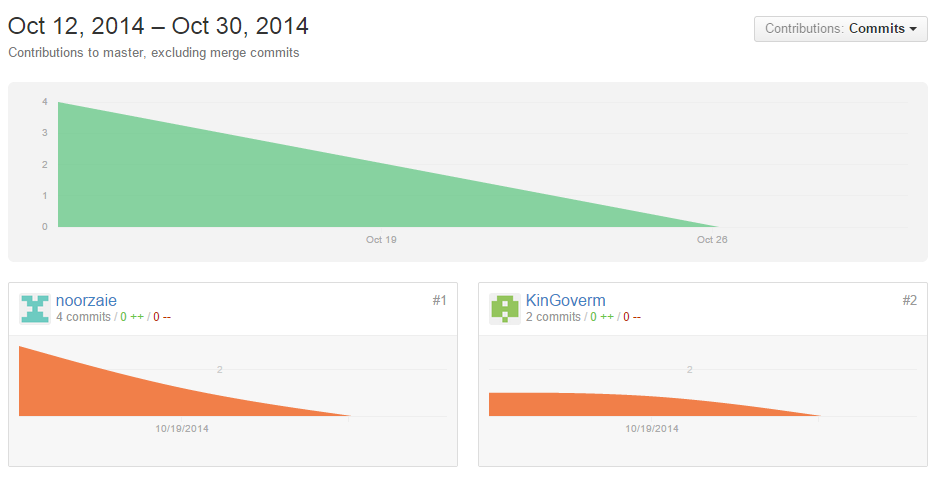 Oct 12, 2014 – Oct 30, 2014
Contributions: Commits
Contributions to master, excluding merge commits
4
3
2
1
0
Oct 19
Oct 26
noorzaie
#1
4 commits / 0 ++ / 0 --
2
10/19/2014
KinGoverm
#2
2 commits / 0 ++ / 0 --
2
10/19/2014